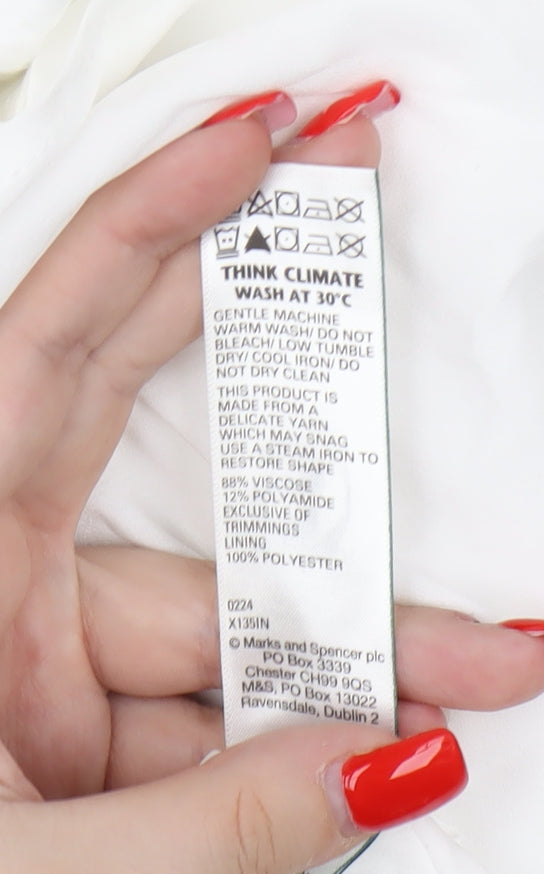 THINK CLIMATE
WASH AT 30°C
GENTLE MACHINE
WARM WASH/ DO NOT
BLEACH/ LOW TUMBLE
DRY/ COOL IRON/ DO
NOT DRY CLEAN
THIS PRODUCT IS
MADE FROM A
DELICATE YARN
WHICH MAY SNAG
USE A STEAM IRON TO
RESTORE SHAPE
88% VISCOSE
12% POLYAMIDE
EXCLUSIVE OF
TRIMMINGS
LINING
100% POLYESTER
0224
X135IN
© Marks and Spencer plc
PO Box 3339
Chester CH99 9QS
M&S, PO Box 13022
Ravensdale, Dublin 2